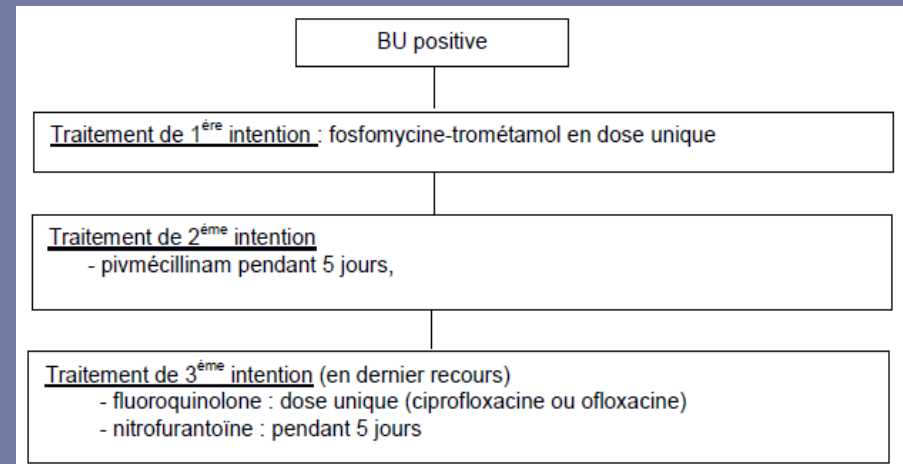 BU positive
Traitement de 1ère intention : fosfomycine-trométamol en dose unique
Traitement de 2ème intention
- pivmécillinam pendant 5 jours,
Traitement de 3ème intention (en dernier recours)
- fluoroquinolone : dose unique (ciprofloxacine ou ofloxacine)
- nitrofurantoïne : pendant 5 jours